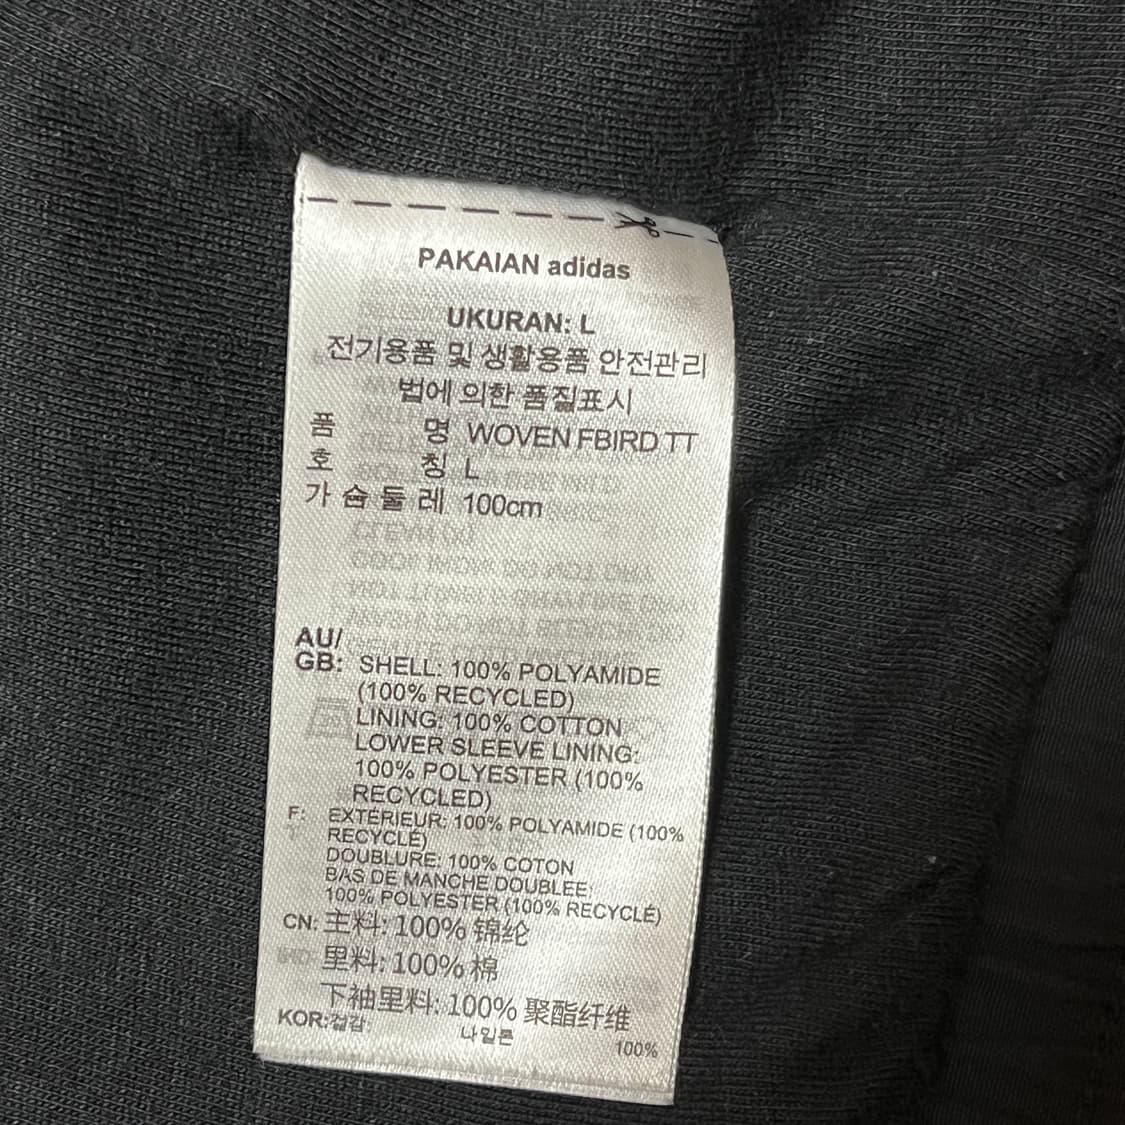 PAKAIAN adidas
UKURAN: L
전기용품 및 생활용품 안전관리
법에 의한 품질표시
품 명 WOVEN FBIRD TT
호 칭 L
가 슴 둘 레 100cm
AU/
GB: SHELL: 100% POLYAMIDE
(100% RECYCLED)
LINING: 100% COTTON
LOWER SLEEVE LINING:
100% POLYESTER (100%
RECYCLED)
F: EXTÉRIEUR: 100% POLYAMIDE (100%
RECYCLÉ)
DOUBLURE: 100% COTON
BAS DE MANCHE DOUBLEE:
100% POLYESTER (100% RECYCLÉ)
CN: 主料: 100% 锦纶
里料: 100% 棉
下袖里料: 100% 聚酯纤维
KOR:겉감: 나일론 100%